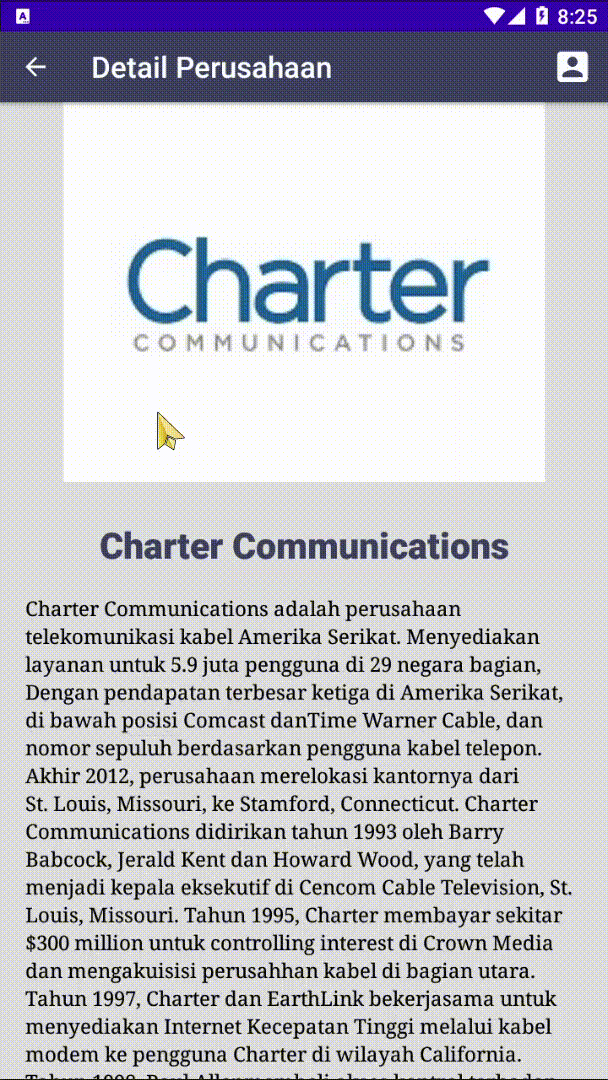 8:25
Detail Perusahaan
Charter
COMMUNICATIONS
Charter Communications
Charter Communications adalah perusahaan
telekomunikasi kabel Amerika Serikat. Menyediakan
layanan untuk 5.9 juta pengguna di 29 negara bagian,
Dengan pendapatan terbesar ketiga di Amerika Serikat,
di bawah posisi Comcast danTime Warner Cable, dan
nomor sepuluh berdasarkan pengguna kabel telepon.
Akhir 2012, perusahaan merelokasi kantornya dari
St. Louis, Missouri, ke Stamford, Connecticut. Charter
Communications didirikan tahun 1993 oleh Barry
Babcock, Jerald Kent dan Howard Wood, yang telah
menjadi kepala eksekutif di Cencom Cable Television, St.
Louis, Missouri. Tahun 1995, Charter membayar sekitar
$300 million untuk controlling interest di Crown Media
dan mengakuisisi perusahhan kabel di bagian utara.
Tahun 1997, Charter dan EarthLink bekerjasama untuk
menyediakan Internet Kecepatan Tinggi melalui kabel
modem ke pengguna Charter di wilayah California.